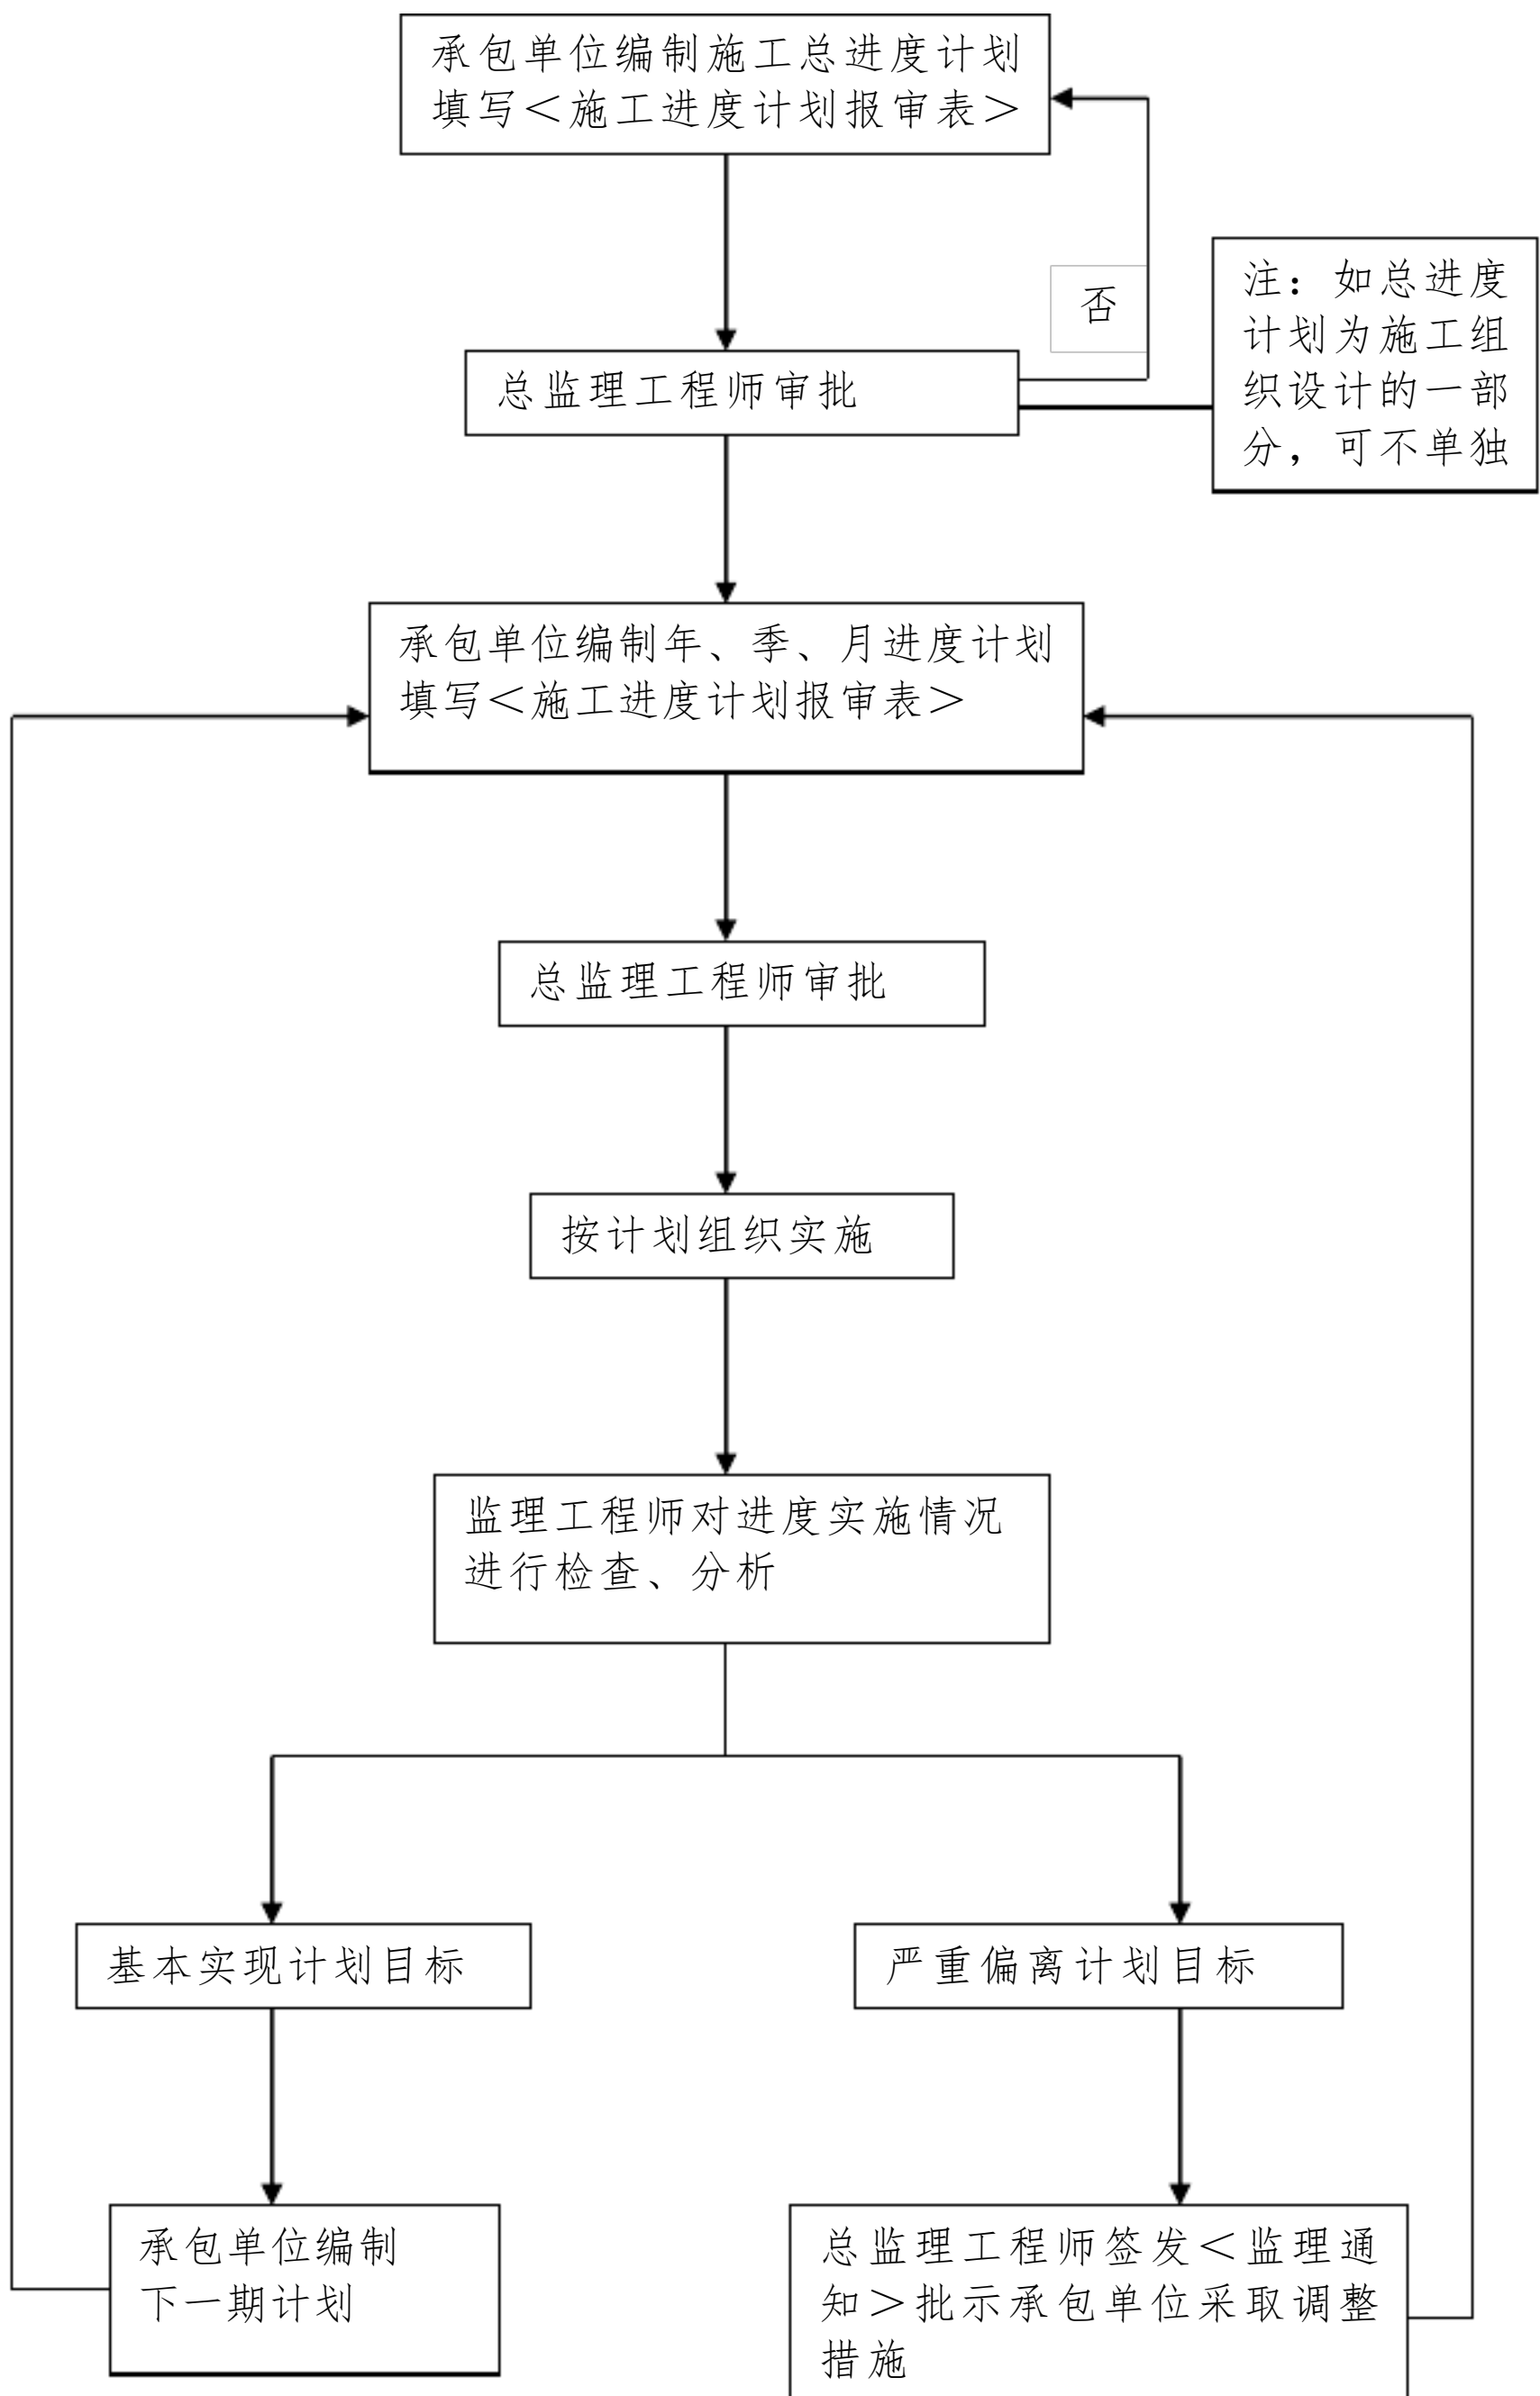 承包单位编制施工总进度计划
填写＜施工进度计划报审表＞
否
注：如总进度
计划为施工组
织设计的一部
分，可不单独
总监理工程师审批
承包单位编制年、季、月进度计划
填写＜施工进度计划报审表＞
总监理工程师审批
按计划组织实施
监理工程师对进度实施情况
进行检查、分析
基本实现计划目标
严重偏离计划目标
承包单位编制
下一期计划
总监理工程师签发＜监理通
知＞批示承包单位采取调整
措施